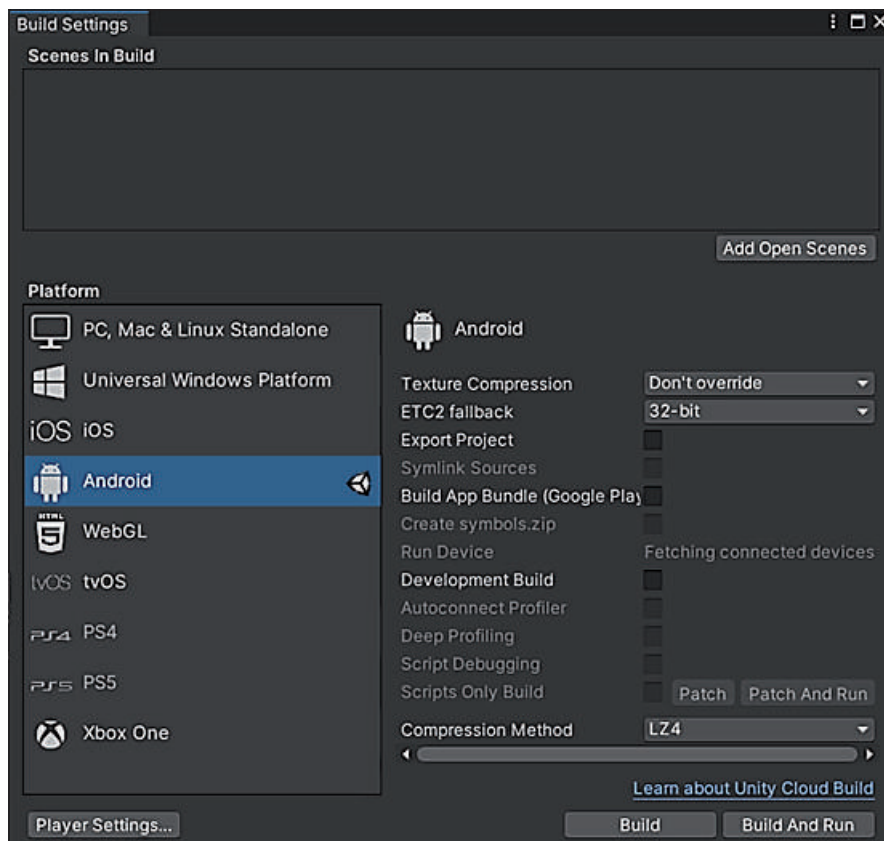 Build Settings
Scenes In Build
Add Open Scenes
Platform
PC, Mac & Linux Standalone
Universal Windows Platform
iOS iOS
Android
HTML 5 WebGL
tvOS tvOS
PS4 PS4
PS5 PS5
Xbox One
Android
Texture Compression Don't override
ETC2 fallback 32-bit
Export Project
Symlink Sources
Build App Bundle (Google Play
Create symbols.zip
Run Device Fetching connected devices
Development Build
Autoconnect Profiler
Deep Profiling
Script Debugging
Scripts Only Build Patch Patch And Run
Compression Method LZ4
Learn about Unity Cloud Build
Player Settings... Build Build And Run